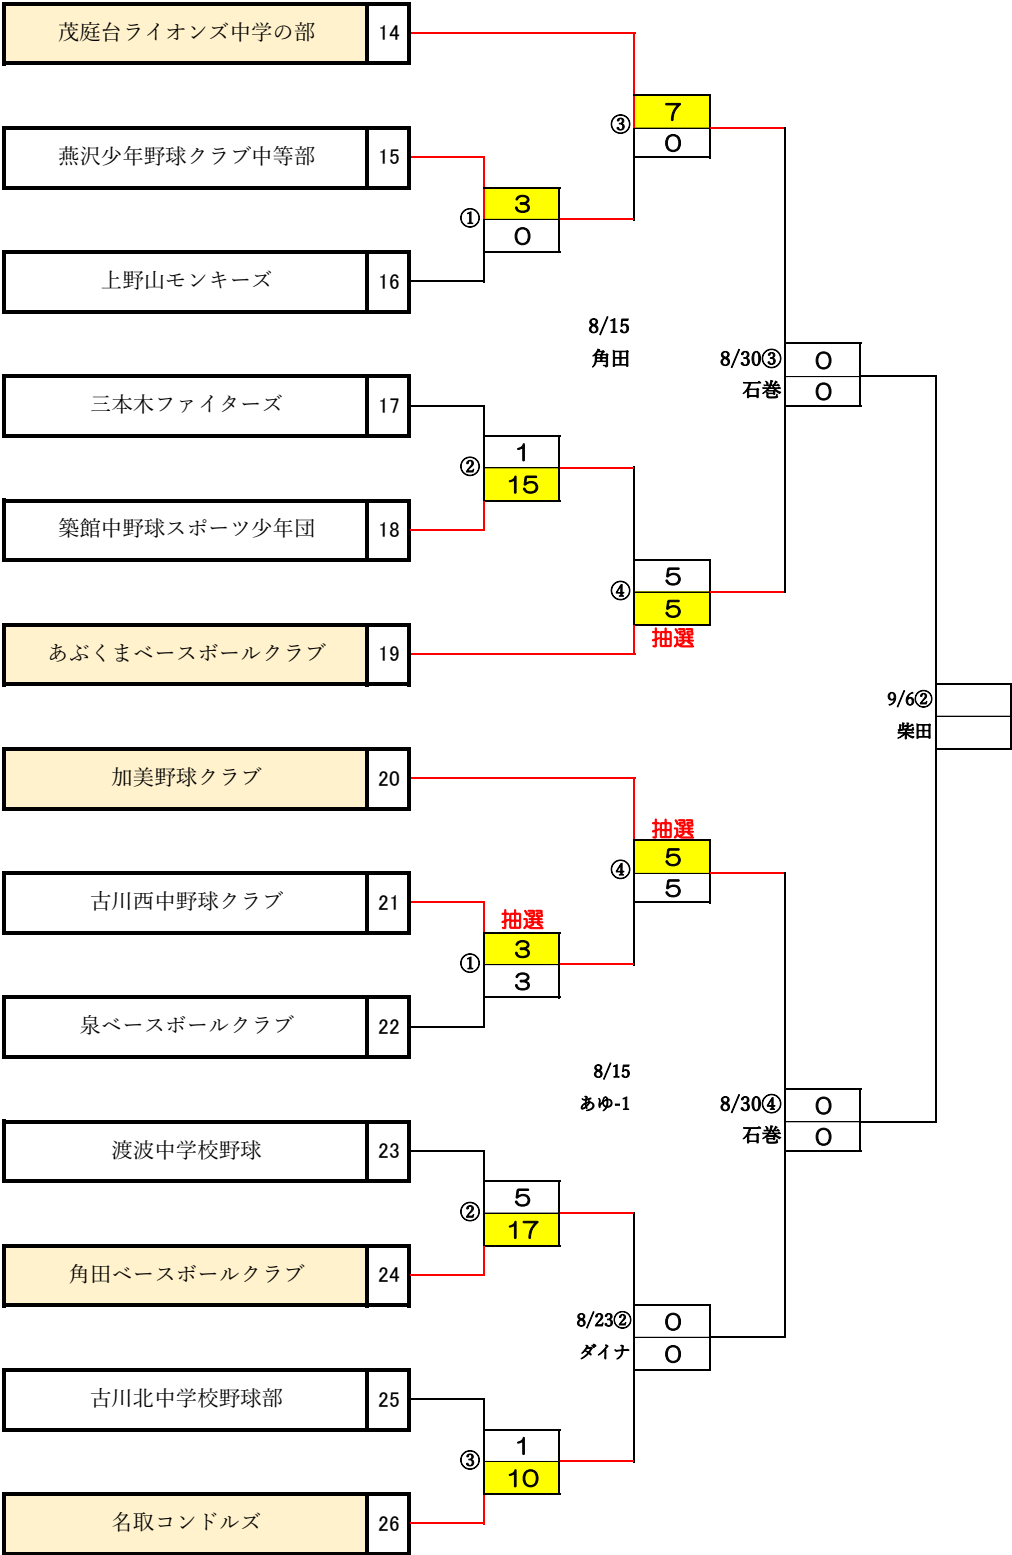 茂庭台ライオンズ中学の部 14
③ 7
0
燕沢少年野球クラブ中等部 15
① 3
0
上野山モンキーズ 16
8/15
角田
8/30③ 0
石巻 0
三本木ファイターズ 17
② 1
15
築館中野球スポーツ少年団 18
④ 5
5
抽選
あぶくまベースボールクラブ 19
9/6②
柴田
加美野球クラブ 20
抽選
④ 5
5
古川西中野球クラブ 21
抽選
① 3
3
泉ベースボールクラブ 22
8/15
あゆ-1
8/30④ 0
石巻 0
渡波中学校野球 23
② 5
17
角田ベースボールクラブ 24
8/23② 0
ダイナ 0
古川北中学校野球部 25
③ 1
10
名取コンドルズ 26